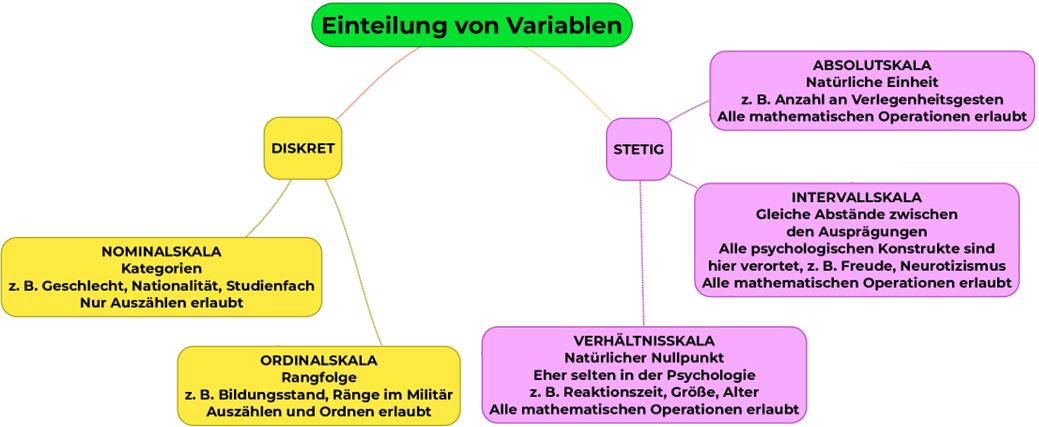 Einteilung von Variablen
DISKRET
NOMINALSKALA
Kategorien
z. B. Geschlecht, Nationalität, Studienfach
Nur Auszählen erlaubt
ORDINALSKALA
Rangfolge
z. B. Bildungsstand, Ränge im Militär
Auszählen und Ordnen erlaubt
STETIG
ABSOLUTSKALA
Natürliche Einheit
z. B. Anzahl an Verlegenheitsgesten
Alle mathematischen Operationen erlaubt
INTERVALLSKALA
Gleiche Abstände zwischen
den Ausprägungen
Alle psychologischen Konstrukte sind
hier verortet, z. B. Freude, Neurotizismus
Alle mathematischen Operationen erlaubt
VERHÄLTNISSKALA
Natürlicher Nullpunkt
Eher selten in der Psychologie
z. B. Reaktionszeit, Größe, Alter
Alle mathematischen Operationen erlaubt